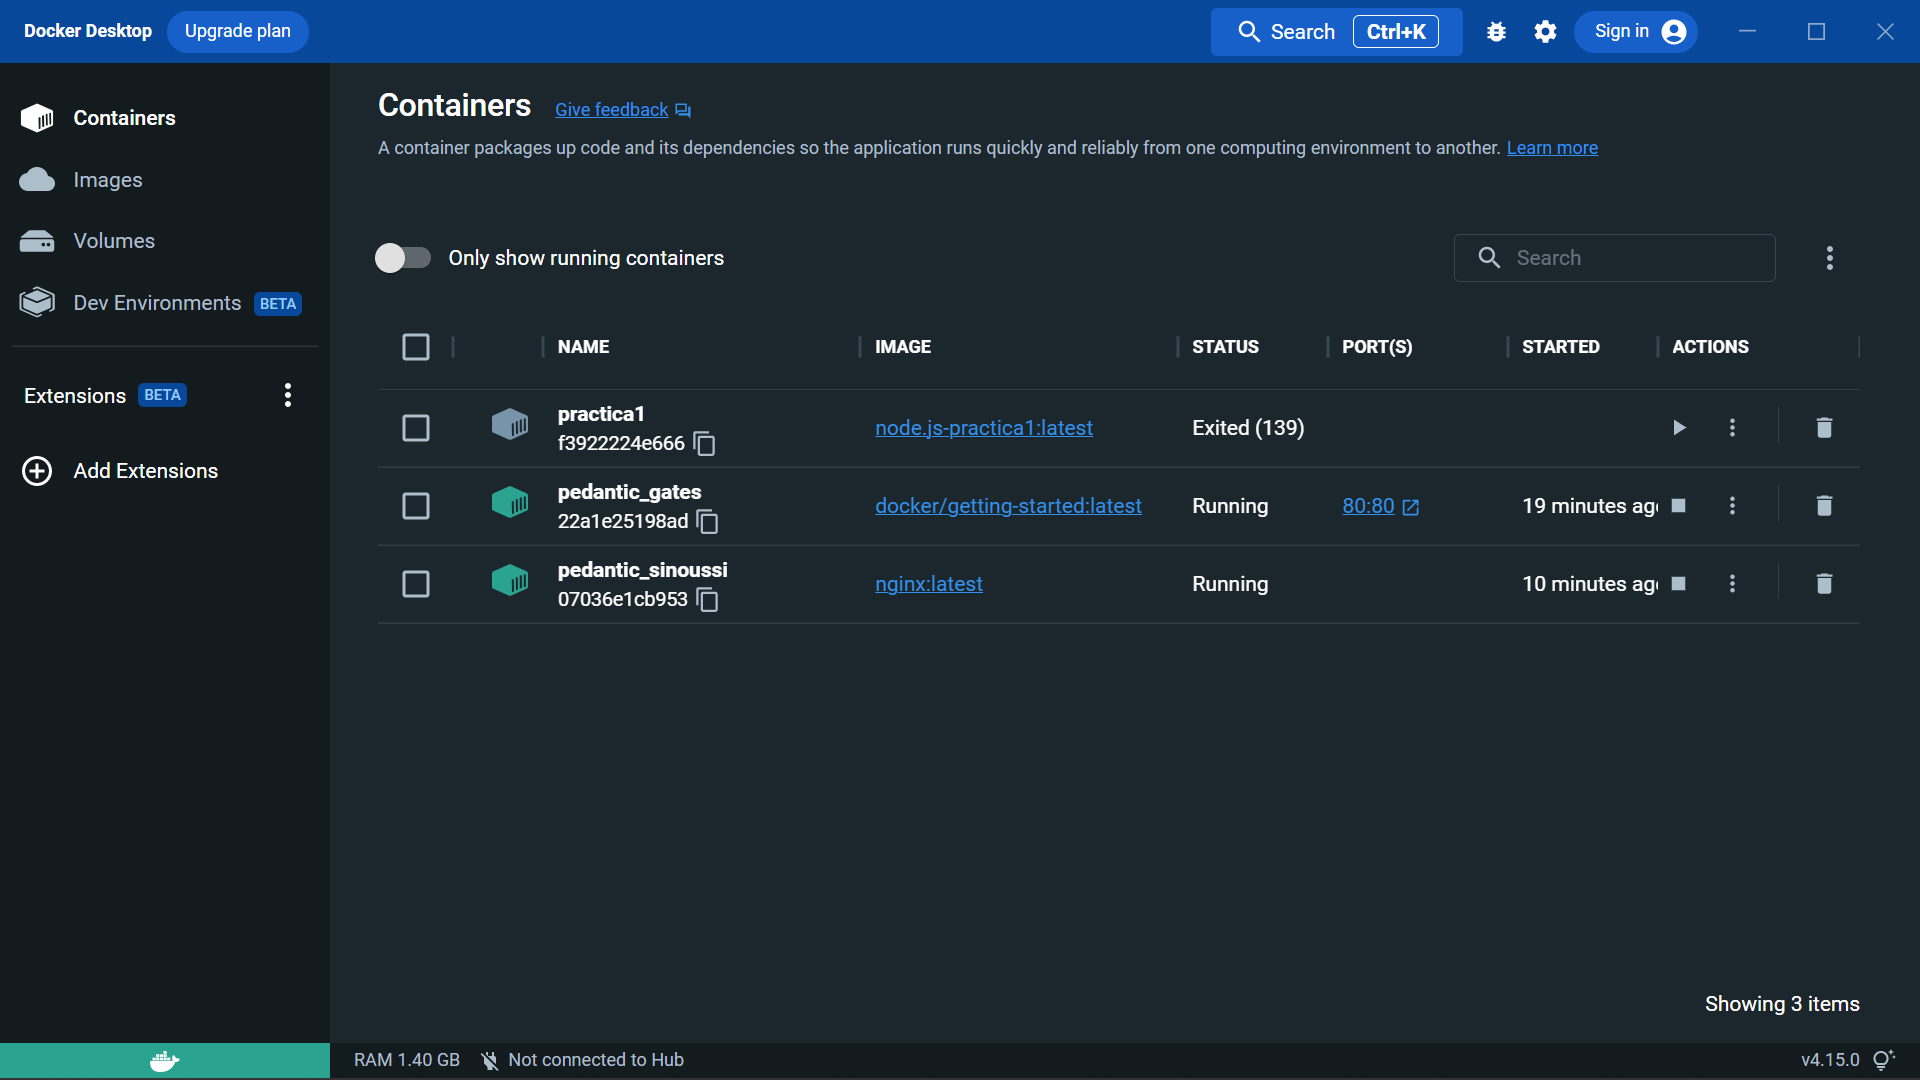 Docker Desktop Upgrade plan Search Ctrl+K Sign in
Containers
Images
Volumes
Dev Environments BETA
Extensions BETA
Add Extensions
Containers Give feedback
A container packages up code and its dependencies so the application runs quickly and reliably from one computing environment to another. Learn more
Only show running containers Search
NAME IMAGE STATUS PORT(S) STARTED ACTIONS
practica1
f3922224e666 node.js-practica1:latest Exited (139)
pedantic_gates
22a1e25198ad docker/getting-started:latest Running 80:80 19 minutes ago
pedantic_sinoussi
07036e1cb953 nginx:latest Running 10 minutes ago
Showing 3 items
RAM 1.40 GB Not connected to Hub v4.15.0